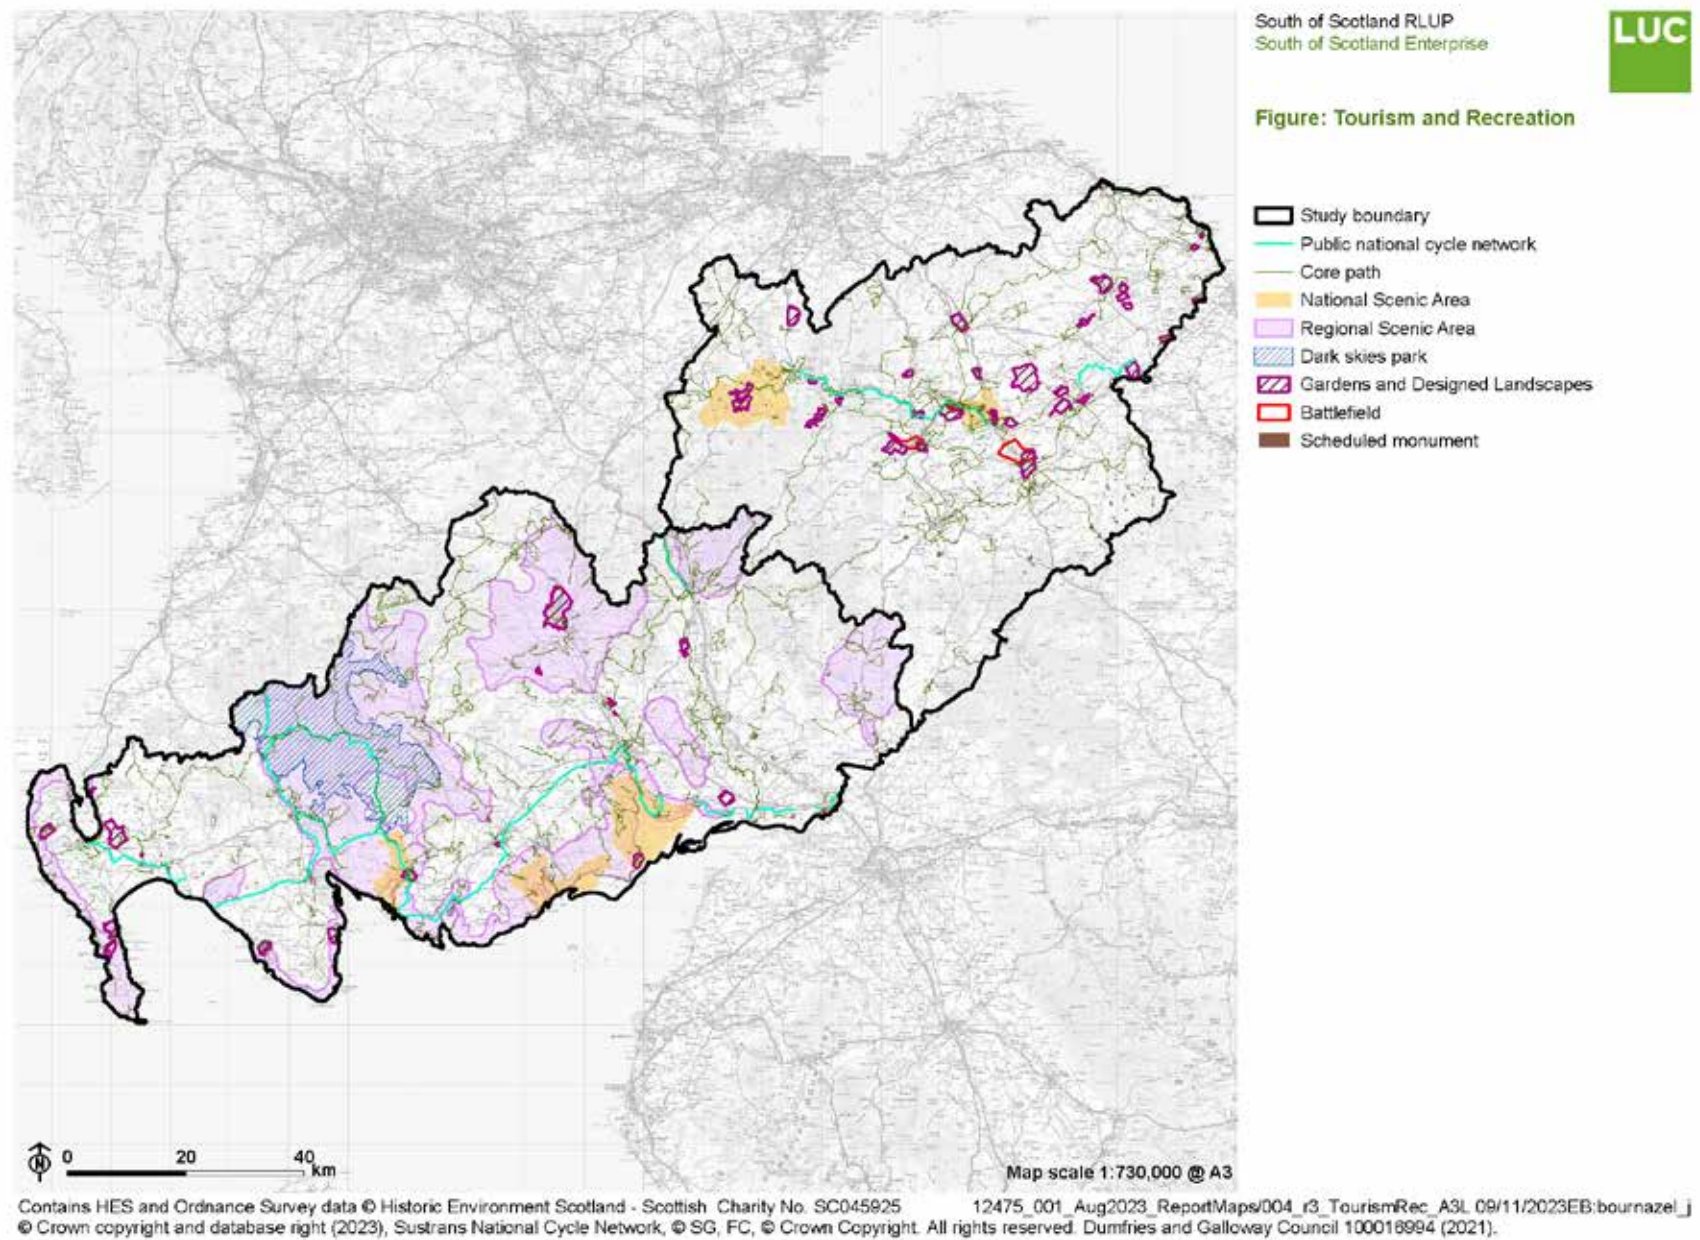 South of Scotland RLUP
South of Scotland Enterprise
LUC
Figure: Tourism and Recreation
Study boundary
Public national cycle network
Core path
National Scenic Area
Regional Scenic Area
Dark skies park
Gardens and Designed Landscapes
Battlefield
Scheduled monument
N
0 20 40
km
Map scale 1:730,000 @ A3
Contains HES and Ordnance Survey data © Historic Environment Scotland - Scottish Charity No. SC045925 12475_001_Aug2023_ReportMaps/004_r3_TourismRec_A3L 09/11/2023EB:bournazel_j
© Crown copyright and database right (2023), Sustrans National Cycle Network, © SG, FC, © Crown Copyright. All rights reserved. Dumfries and Galloway Council 100016994 (2021).